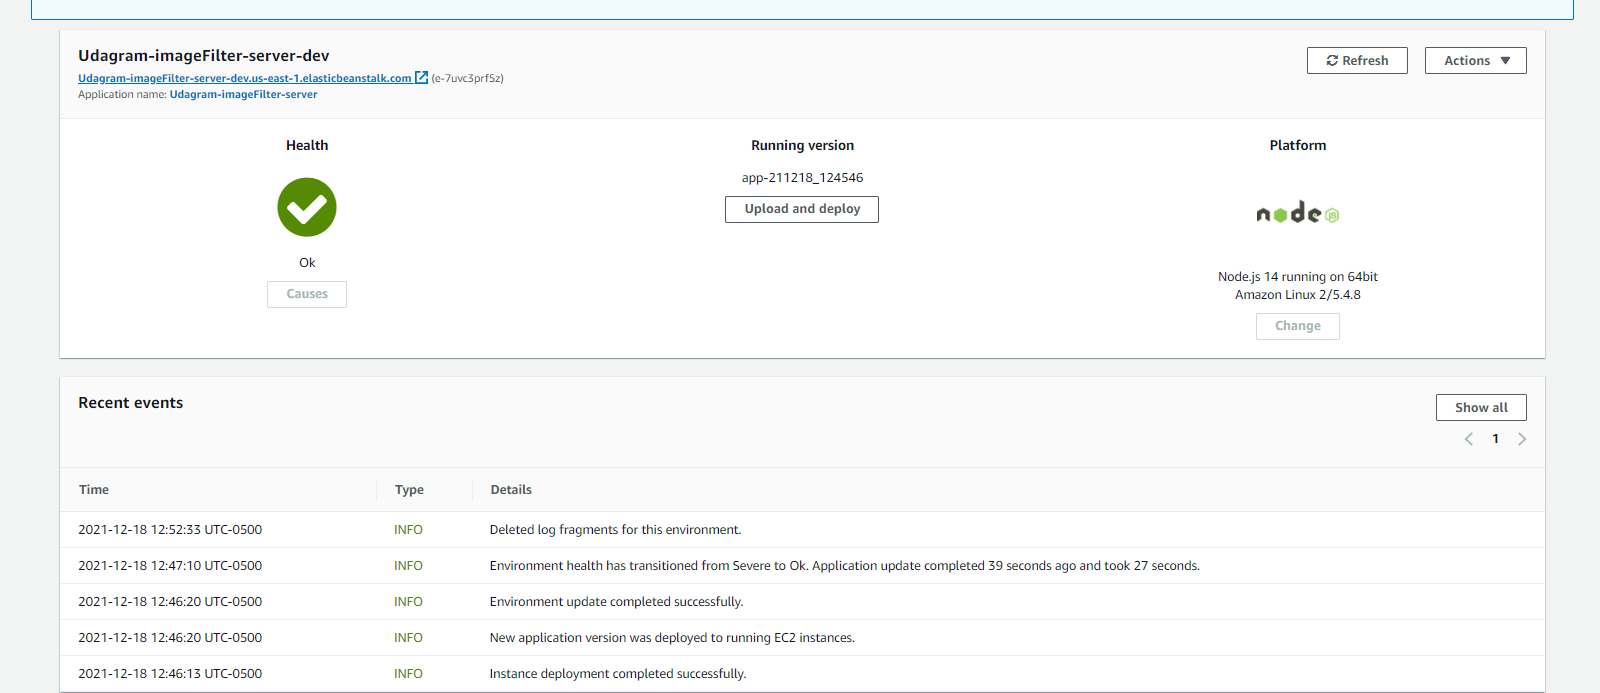 Udagram-imageFilter-server-dev
Refresh
Actions
Udagram-imageFilter-server-dev.us-east-1.elasticbeanstalk.com (e-7uvc3prf5z)
Application name: Udagram-imageFilter-server
Health
Running version
Platform
app-211218_124546
Upload and deploy
node JS
Ok
Causes
Node.js 14 running on 64bit
Amazon Linux 2/5.4.8
Change
Recent events
Show all
1
Time Type Details
2021-12-18 12:52:33 UTC-0500 INFO Deleted log fragments for this environment.
2021-12-18 12:47:10 UTC-0500 INFO Environment health has transitioned from Severe to Ok. Application update completed 39 seconds ago and took 27 seconds.
2021-12-18 12:46:20 UTC-0500 INFO Environment update completed successfully.
2021-12-18 12:46:20 UTC-0500 INFO New application version was deployed to running EC2 instances.
2021-12-18 12:46:13 UTC-0500 INFO Instance deployment completed successfully.